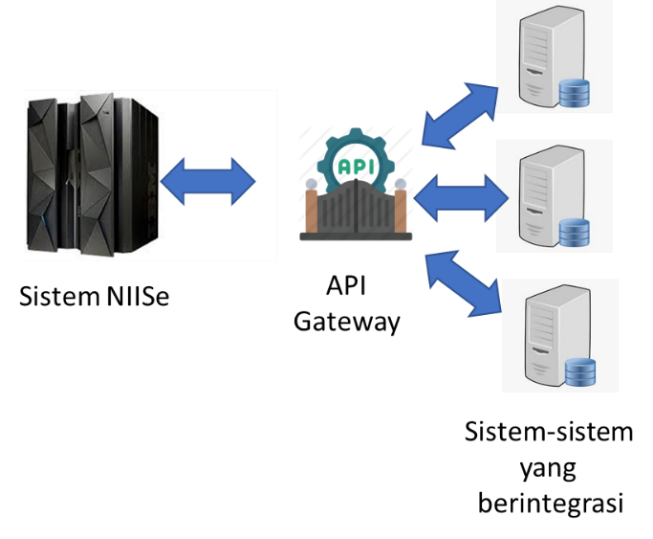 API
Sistem NIISe
API
Gateway
Sistem-sistem
yang
berintegrasi